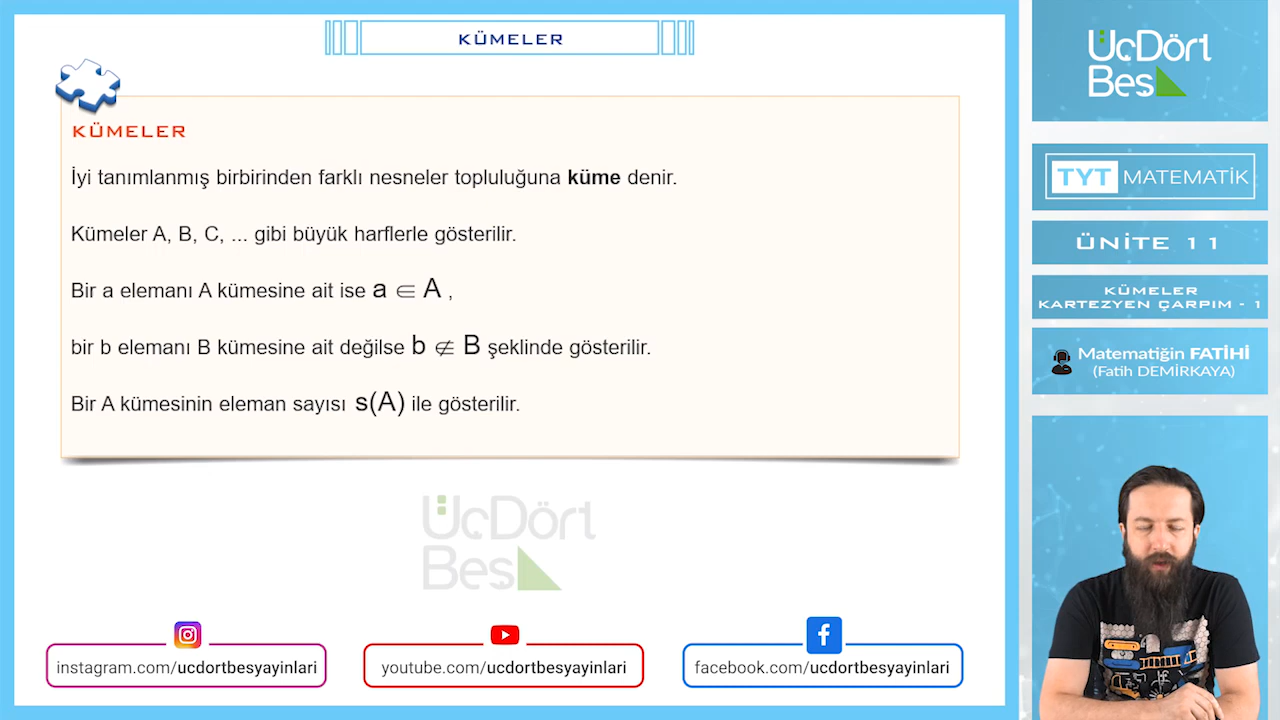 KÜMELER
KÜMELER
İyi tanımlanmış birbirinden farklı nesneler topluluğuna küme denir.
Kümeler A, B, C, ... gibi büyük harflerle gösterilir.
Bir a elemanı A kümesine ait ise a ∈ A ,
bir b elemanı B kümesine ait değilse b ∉ B şeklinde gösterilir.
Bir A kümesinin eleman sayısı s(A) ile gösterilir.
ÜçDört
Beş
instagram.com/ucdortbesyayinlari
youtube.com/ucdortbesyayinlari
facebook.com/ucdortbesyayinlari
ÜçDört
Beş
TYT MATEMATİK
ÜNİTE 11
KÜMELER
KARTEZYEN ÇARPIM - 1
Matematiğin FATİHİ
(Fatih DEMİRKAYA)